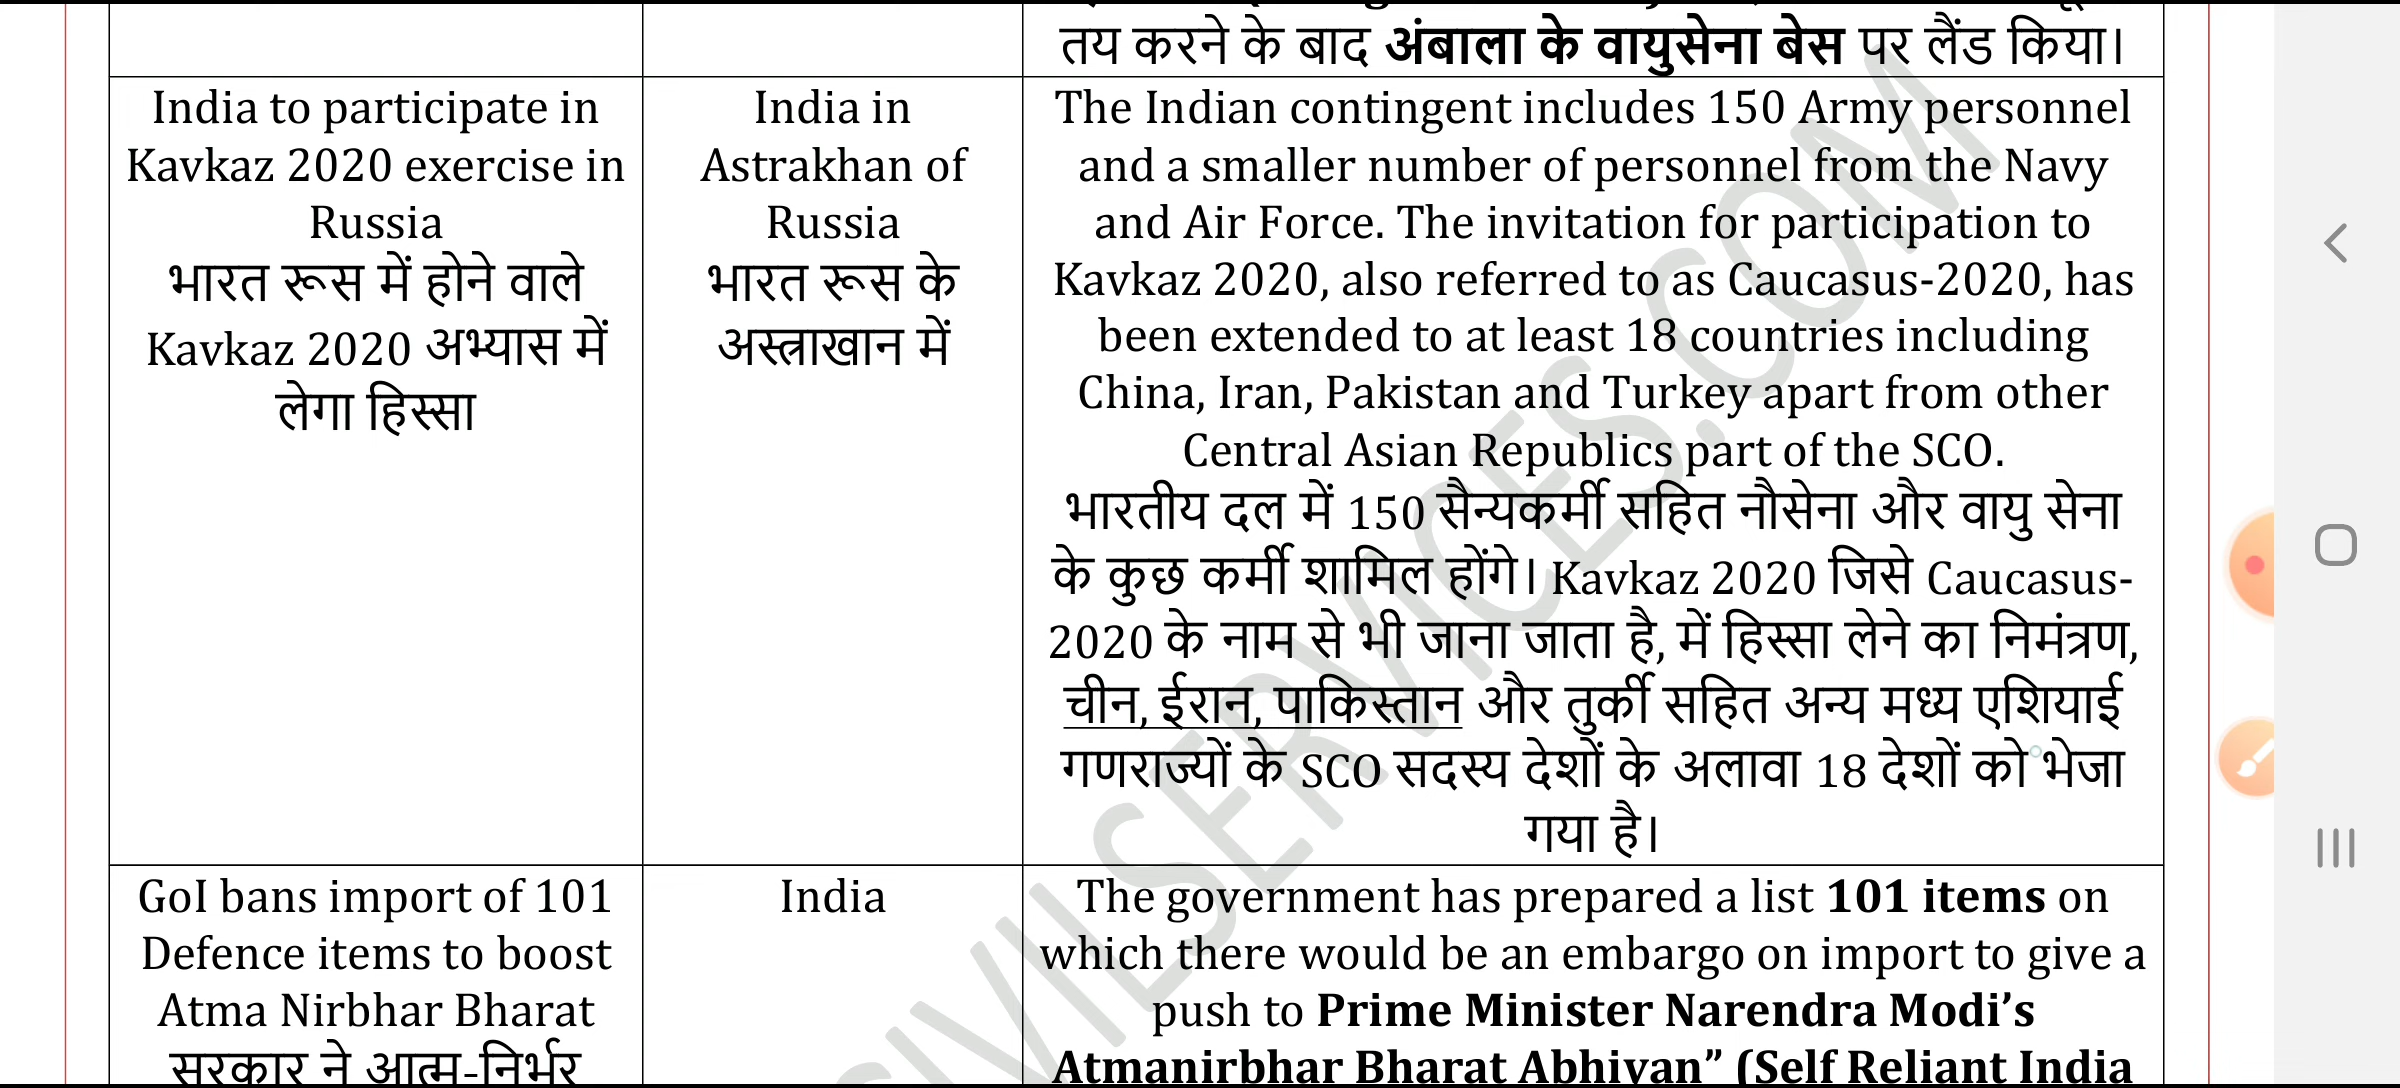 तय करने के बाद अंबाला के वायुसेना बेस पर लैंड किया।
India to participate in
Kavkaz 2020 exercise in
Russia
भारत रूस में होने वाले
Kavkaz 2020 अभ्यास में
लेगा हिस्सा
India in
Astrakhan of
Russia
भारत रूस के
अस्त्राखान में
The Indian contingent includes 150 Army personnel
and a smaller number of personnel from the Navy
and Air Force. The invitation for participation to
Kavkaz 2020, also referred to as Caucasus-2020, has
been extended to at least 18 countries including
China, Iran, Pakistan and Turkey apart from other
Central Asian Republics part of the SCO.
भारतीय दल में 150 सैन्यकर्मी सहित नौसेना और वायु सेना
के कुछ कर्मी शामिल होंगे। Kavkaz 2020 जिसे Caucasus-
2020 के नाम से भी जाना जाता है, में हिस्सा लेने का निमंत्रण,
चीन, ईरान, पाकिस्तान और तुर्की सहित अन्य मध्य एशियाई
गणराज्यों के SCO सदस्य देशों के अलावा 18 देशों को भेजा
गया है।
GoI bans import of 101
Defence items to boost
Atma Nirbhar Bharat
सरकार ने आत्म-निर्भर
India
The government has prepared a list 101 items on
which there would be an embargo on import to give a
push to Prime Minister Narendra Modi’s
Atmanirbhar Bharat Abhiyan” (Self Reliant India
CIVILSERVICES.COM